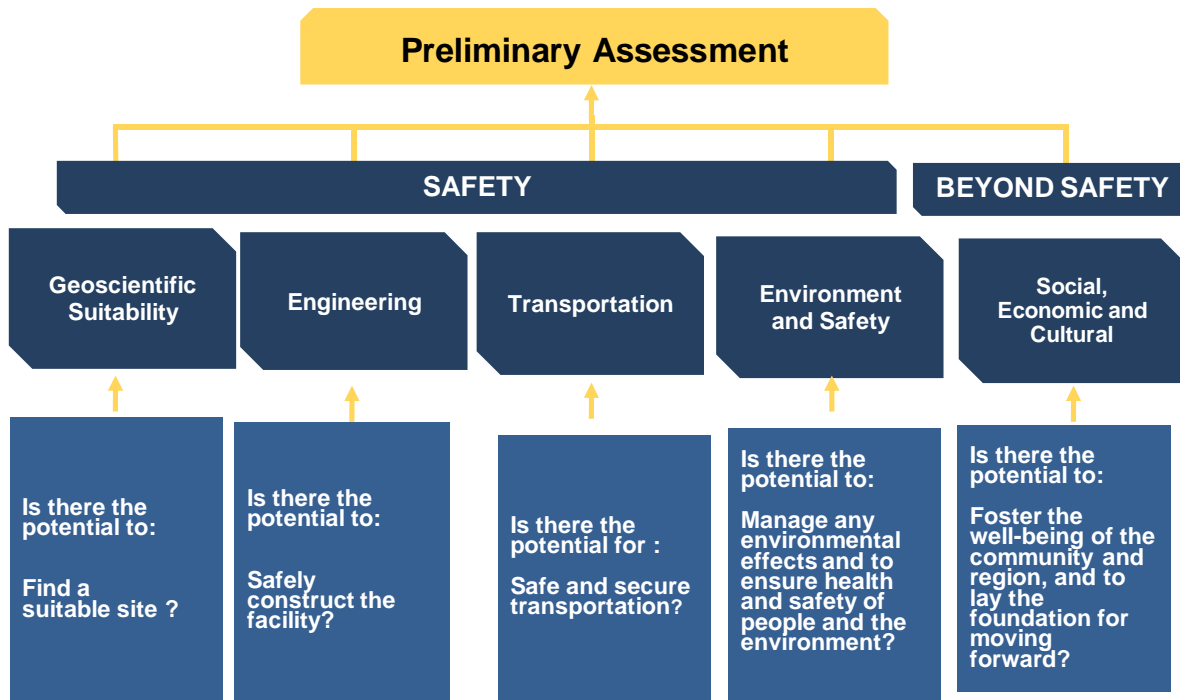 Preliminary Assessment
SAFETY
BEYOND SAFETY
Geoscientific
Suitability
Engineering
Transportation
Environment
and Safety
Social,
Economic and
Cultural
Is there the
potential to:
Find a
suitable site ?
Is there the
potential to:
Safely
construct the
facility?
Is there the
potential for :
Safe and secure
transportation?
Is there the
potential to:
Manage any
environmental
effects and to
ensure health
and safety of
people and the
environment?
Is there the
potential to:
Foster the
well-being of the
community and
region, and to
lay the
foundation for
moving
forward?